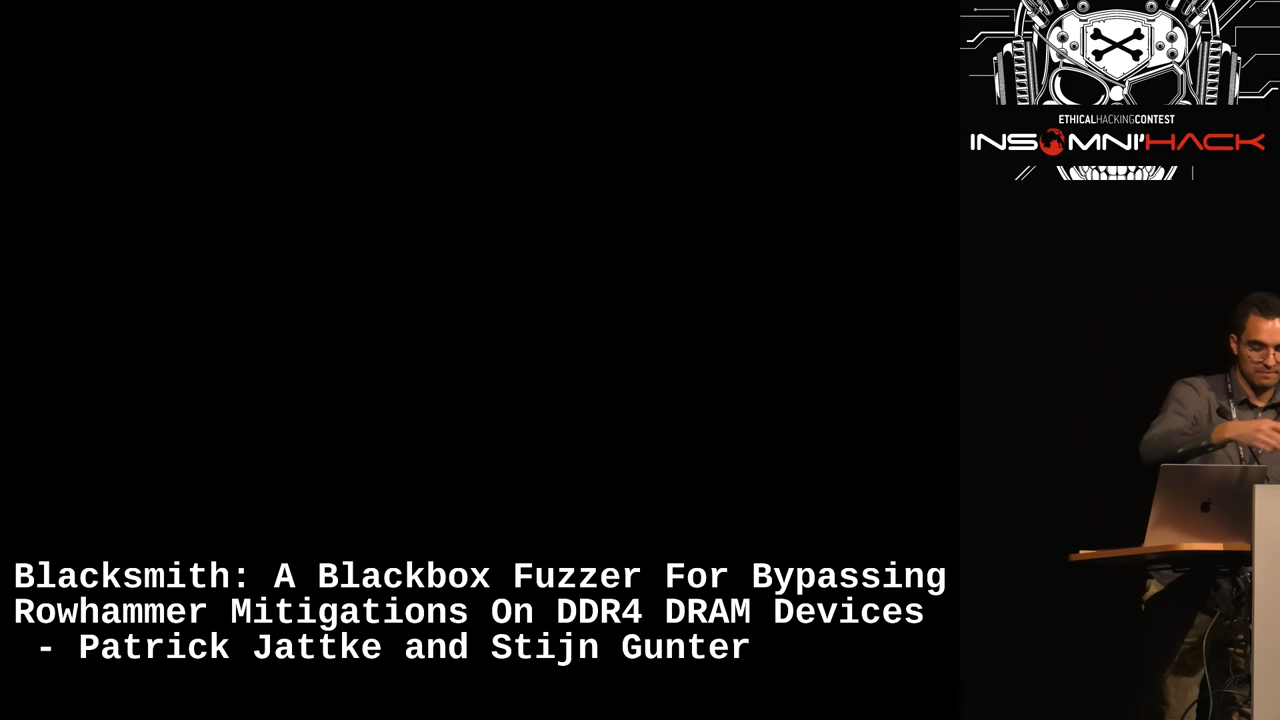 ETHICALHACKINGCONTEST
INSOMNI'HACK
Blacksmith: A Blackbox Fuzzer For Bypassing
Rowhammer Mitigations On DDR4 DRAM Devices
- Patrick Jattke and Stijn Gunter